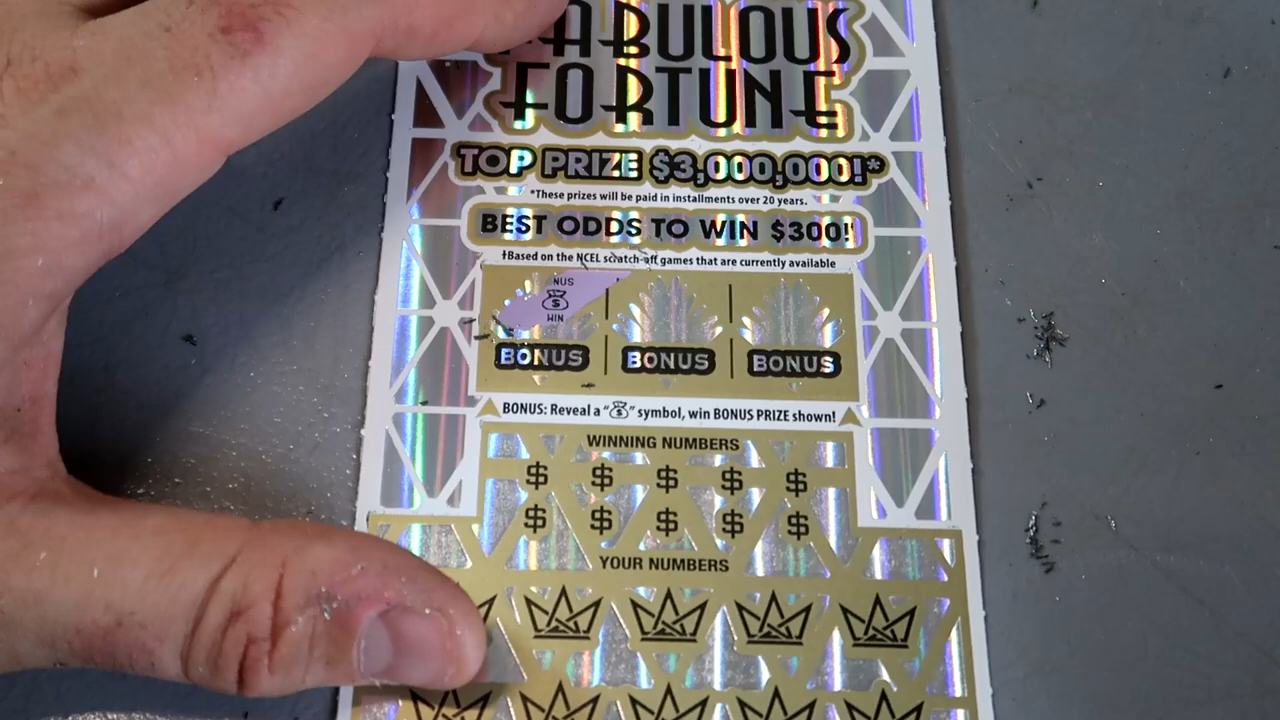 FABULOUS
FORTUNE
TOP PRIZE $3,000,000!*
*These prizes will be paid in installments over 20 years.
BEST ODDS TO WIN $300!†
†Based on the NCEL scratch-off games that are currently available
NUS
$
WIN
BONUS BONUS BONUS
BONUS: Reveal a "$" symbol, win BONUS PRIZE shown!
WINNING NUMBERS
$ $ $ $ $
$ $ $ $ $
YOUR NUMBERS